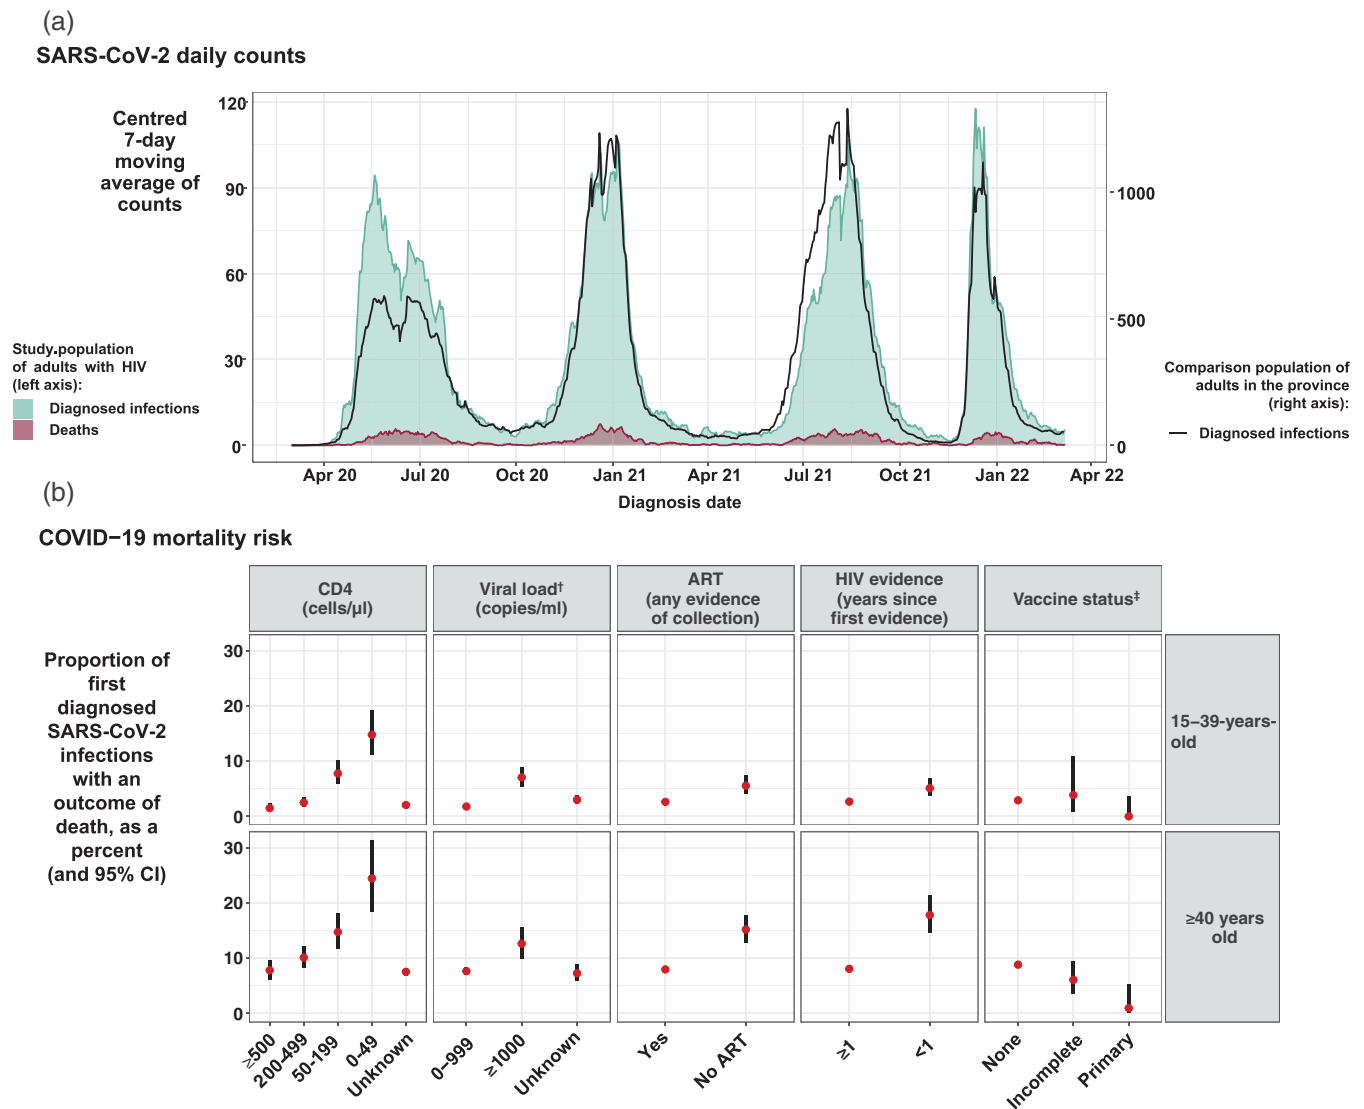 (a)
SARS-CoV-2 daily counts
Centred
7-day
moving
average of
counts
120
90
60
30
0
1000
500
0
Study.population
of adults with HIV
(left axis):
Diagnosed infections
Deaths
Comparison population of
adults in the province
(right axis):
Diagnosed infections
Apr 20 Jul 20 Oct 20 Jan 21 Apr 21 Jul 21 Oct 21 Jan 22 Apr 22
Diagnosis date
(b)
COVID−19 mortality risk
CD4
(cells/µl)
Viral load†
(copies/ml)
ART
(any evidence
of collection)
HIV evidence
(years since
first evidence)
Vaccine status‡
Proportion of
first
diagnosed
SARS-CoV-2
infections
with an
outcome of
death, as a
percent
(and 95% CI)
30
20
10
0
15−39-years-
old
30
20
10
0
≥40 years
old
≥500
200-499
50-199
0-49
Unknown
0−999
≥1000
Unknown
Yes
No ART
≥1
<1
None
Incomplete
Primary